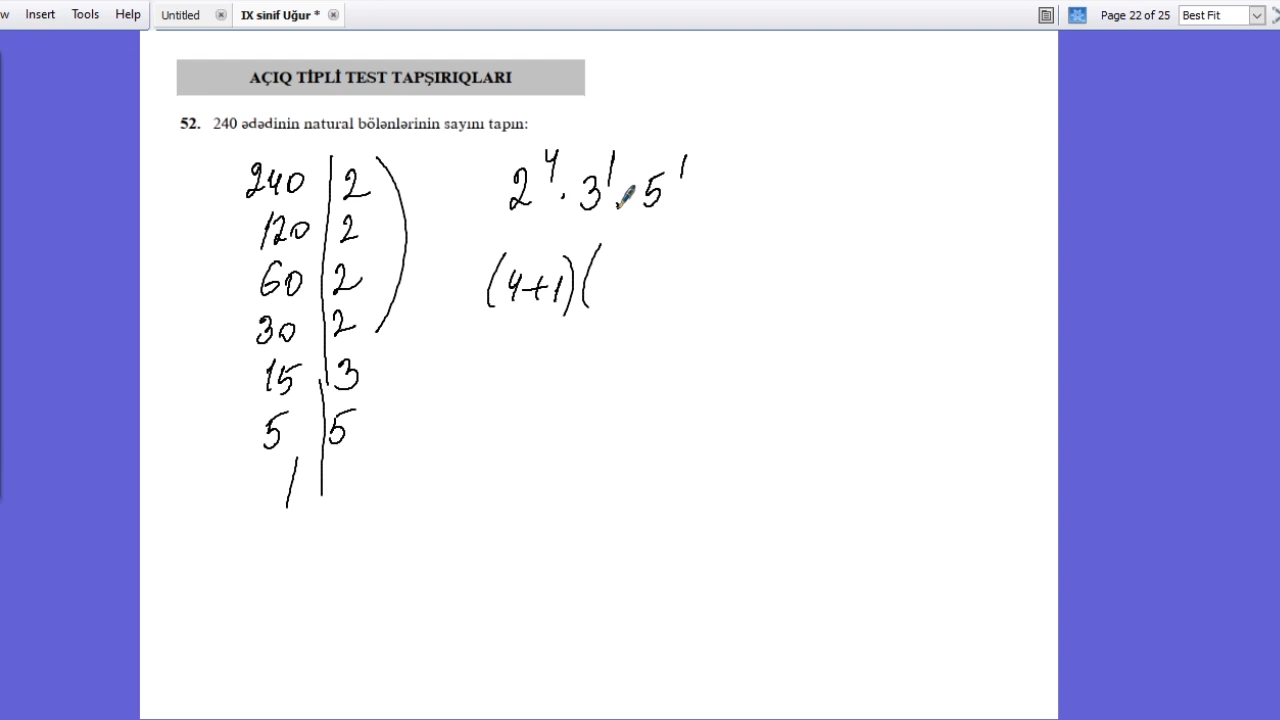 w Insert Tools Help Untitled IX sinif Uğur * Page 22 of 25 Best Fit
AÇIQ TİPLİ TEST TAPŞIRIQLARI
52. 240 ədədinin natural bölənlərinin sayını tapın:
240 | 2
120 | 2
60 | 2
30 | 2
15 | 3
5 | 5
1 |
2⁴ · 3¹ · 5¹
(4+1)(